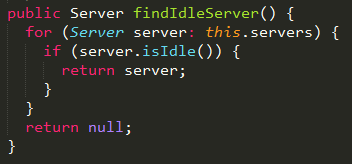 public Server findIdleServer() {
  for (Server server: this.servers) {
    if (server.isIdle()) {
      return server;
    }
  }
  return null;
}